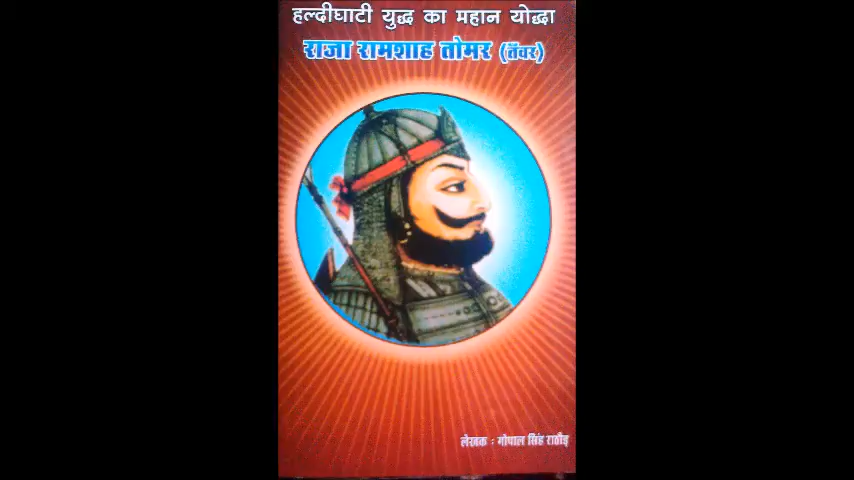 हल्दीघाटी युद्ध का महान योद्धा
राजा रामशाह तोमर (तॅवर)
लेखक : गोपाल सिंह राठौड़